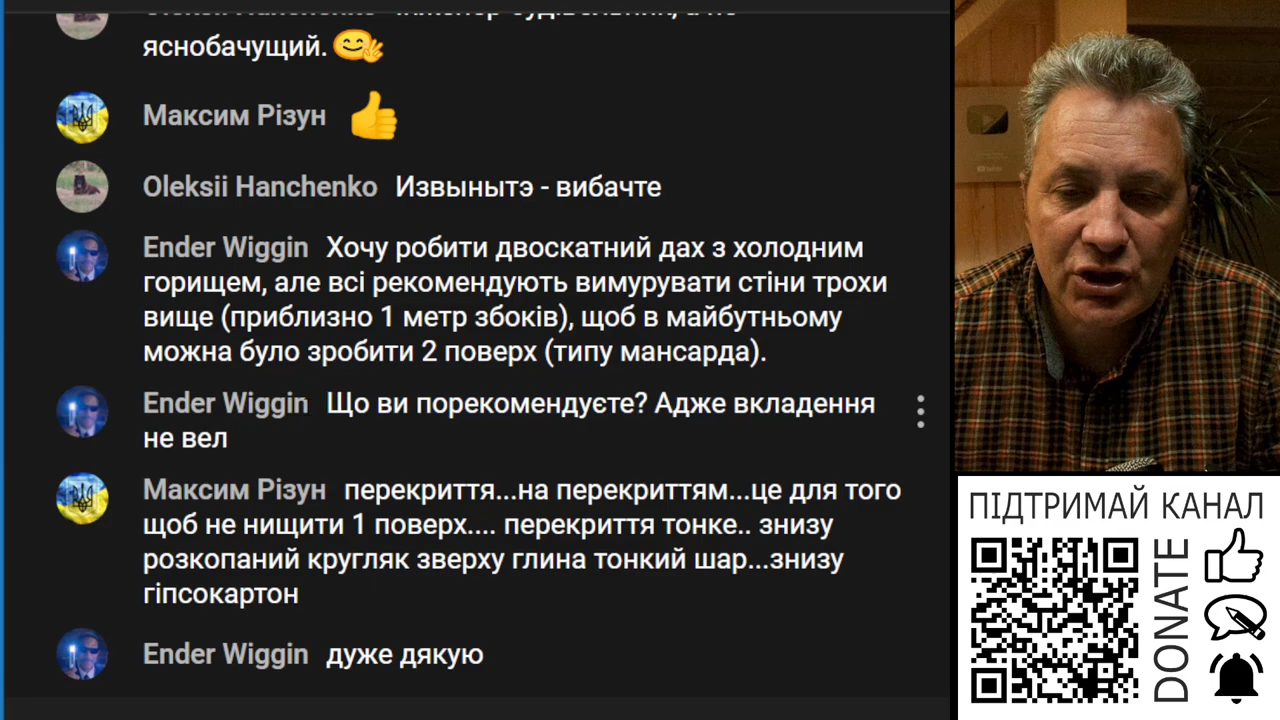 яснобачущий.
Максим Різун
Oleksii Hanchenko Извынытэ - вибачте
Ender Wiggin Хочу робити двоскатний дах з холодним
горищем, але всі рекомендують вимурувати стіни трохи
вище (приблизно 1 метр збоків), щоб в майбутньому
можна було зробити 2 поверх (типу мансарда).
Ender Wiggin Що ви порекомендуєте? Адже вкладення
не вел
Максим Різун перекриття...на перекриттям...це для того
щоб не нищити 1 поверх.... перекриття тонке.. знизу
розкопаний кругляк зверху глина тонкий шар...знизу
гіпсокартон
Ender Wiggin дуже дякую
ПІДТРИМАЙ КАНАЛ
DONATE